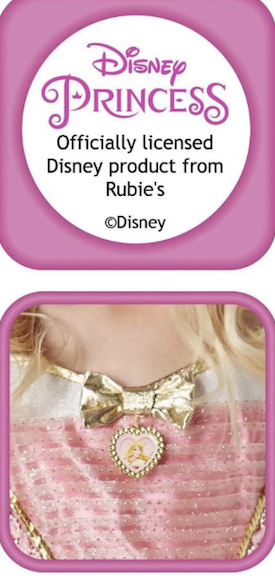 Disney
PRINCESS
Officially licensed
Disney product from
Rubie's
©Disney